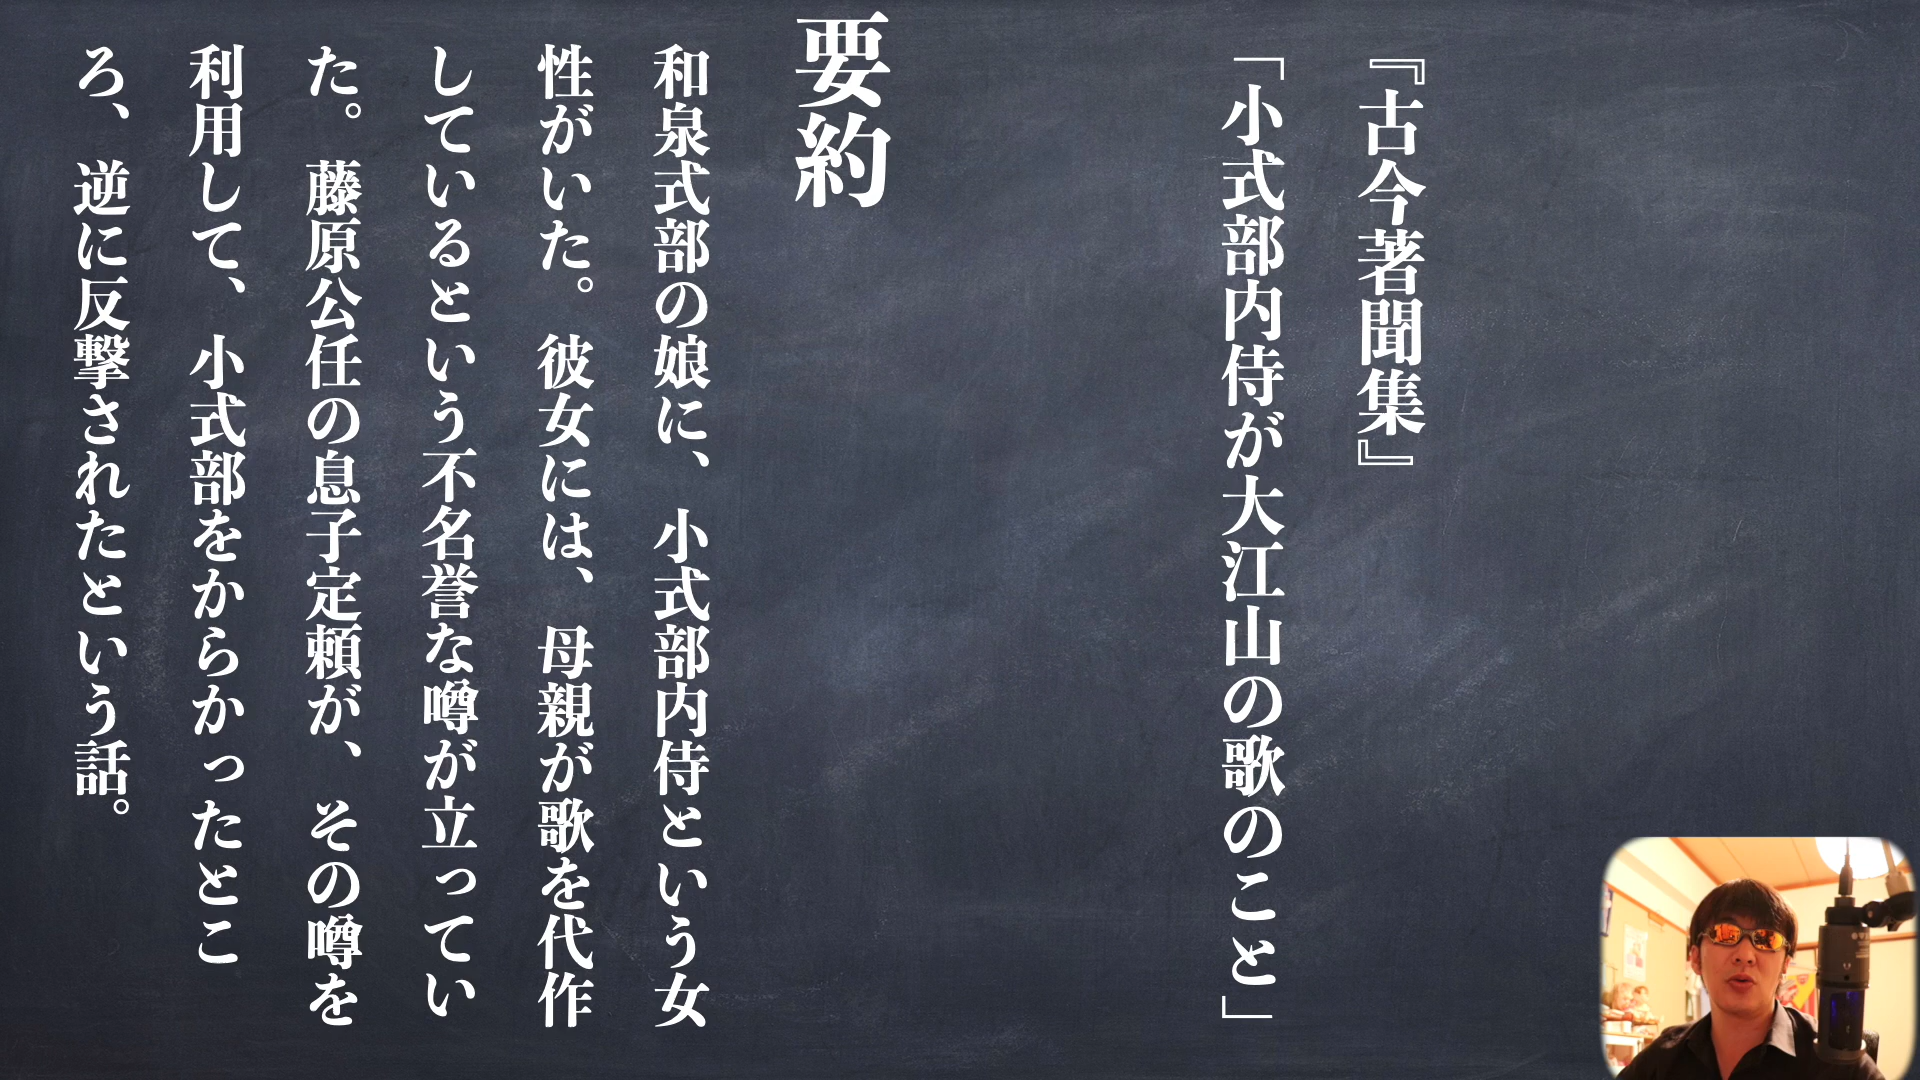 『古今著聞集』
「小式部内侍が大江山の歌のこと」
要約
和泉式部の娘に、小式部内侍という女
性がいた。彼女には、母親が歌を代作
しているという不名誉な噂が立ってい
た。藤原公任の息子定頼が、その噂を
利用して、小式部をからかったとこ
ろ、逆に反撃されたという話。